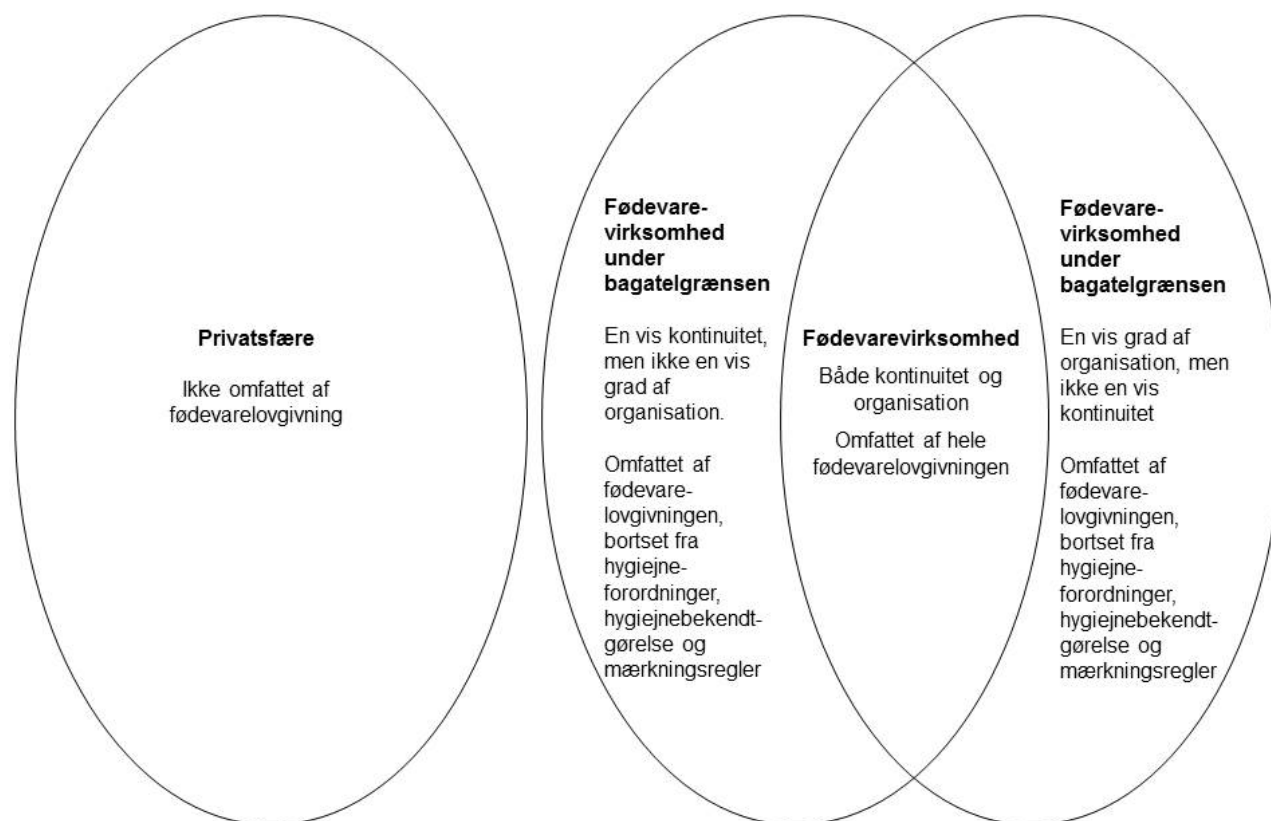 Privatsfære
Ikke omfattet af
fødevarelovgivning
Fødevare-
virksomhed
under
bagatelgrænsen
En vis kontinuitet,
men ikke en vis
grad af
organisation.
Omfattet af
fødevare-
lovgivningen,
bortset fra
hygiejne-
forordninger,
hygiejnebekendt-
gørelse og
mærkningsregler
Fødevarevirksomhed
Både kontinuitet og
organisation
Omfattet af hele
fødevarelovgivningen
Fødevare-
virksomhed
under
bagatelgrænsen
En vis grad af
organisation, men
ikke en vis
kontinuitet
Omfattet af
fødevare-
lovgivningen,
bortset fra
hygiejne-
forordninger,
hygiejnebekendt-
gørelse og
mærkningsregler